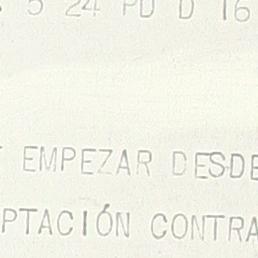 5 24 PD D 16
EMPEZAR DESDE
PTACIÓN CONTRA